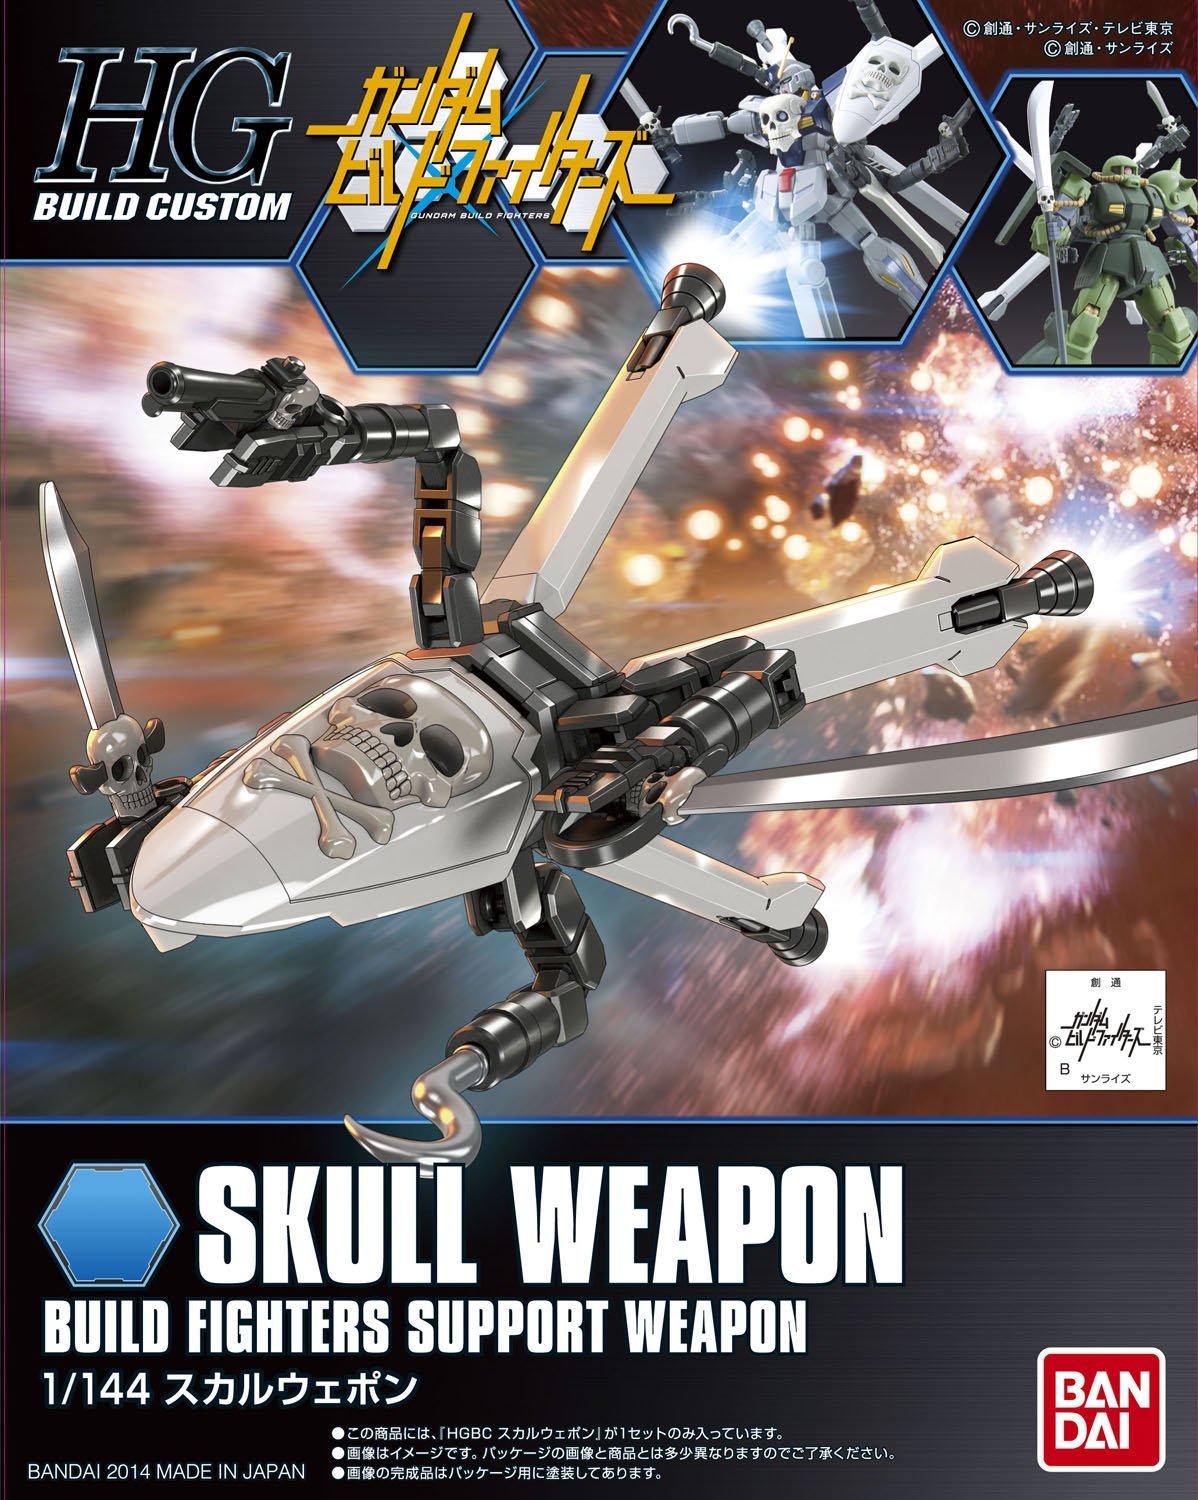 HG
BUILD CUSTOM
ガンダム
ビルドファイターズ
GUNDAM BUILD FIGHTERS
©創通・サンライズ・テレビ東京
©創通・サンライズ
創 通
©
ガンダム
ビルドファイターズ
テレビ東京
B
サンライズ
SKULL WEAPON
BUILD FIGHTERS SUPPORT WEAPON
1/144 スカルウェポン
●この商品には、『HGBC スカルウェポン』が1セットのみ入っています。
●画像はイメージです。パッケージの画像と商品とは多少異なりますのでご了承ください。
●画像の完成品はパッケージ用に塗装してあります。
BANDAI 2014 MADE IN JAPAN
BAN
DAI